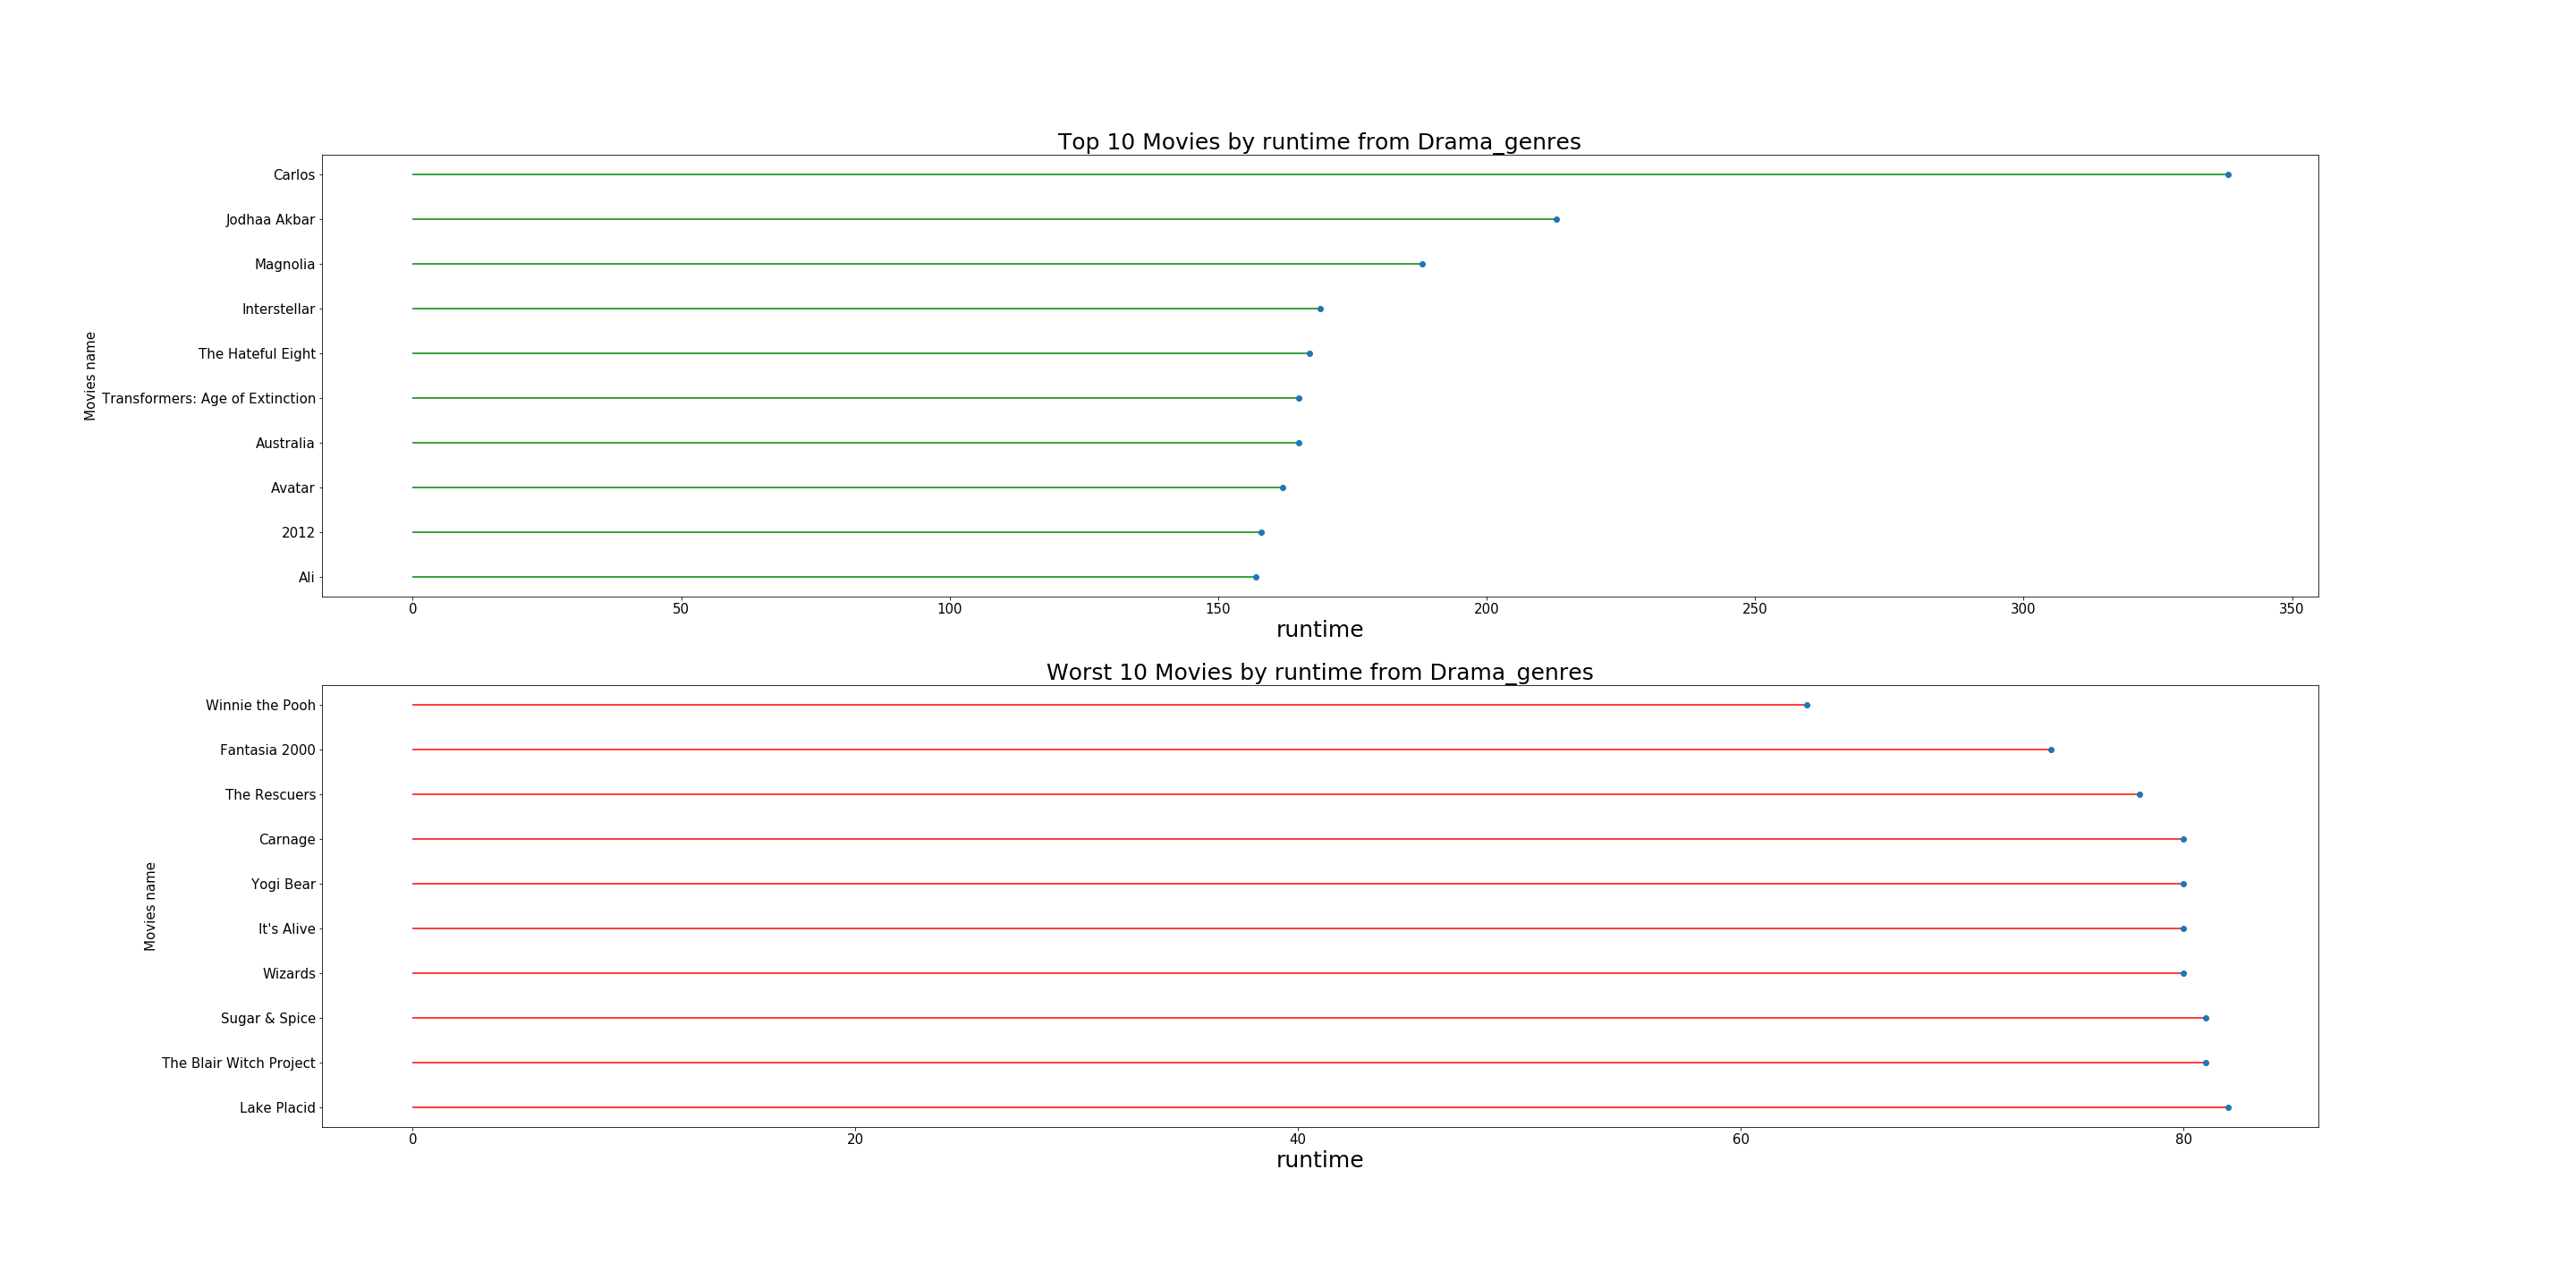 Top 10 Movies by runtime from Drama_genres
Movies name
Carlos
Jodhaa Akbar
Magnolia
Interstellar
The Hateful Eight
Transformers: Age of Extinction
Australia
Avatar
2012
Ali
0 50 100 150 200 250 300 350
runtime
Worst 10 Movies by runtime from Drama_genres
Movies name
Winnie the Pooh
Fantasia 2000
The Rescuers
Carnage
Yogi Bear
It's Alive
Wizards
Sugar & Spice
The Blair Witch Project
Lake Placid
0 20 40 60 80
runtime